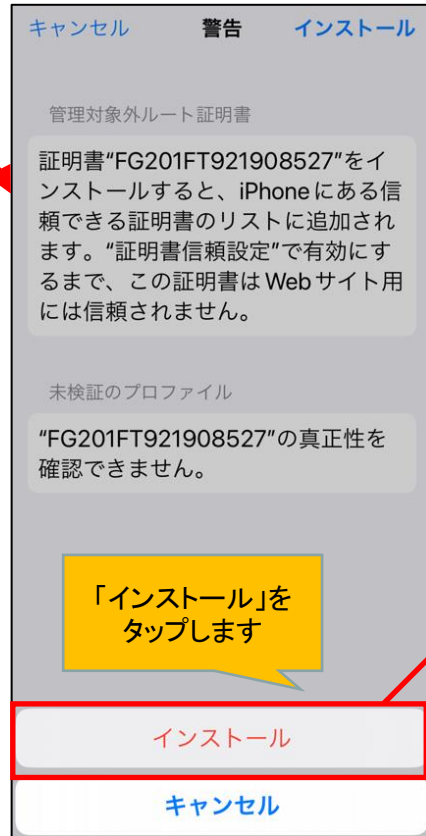 キャンセル 警告 インストール
管理対象外ルート証明書
証明書“FG201FT921908527”をイ
ンストールすると、iPhoneにある信
頼できる証明書のリストに追加され
ます。“証明書信頼設定”で有効にす
るまで、この証明書はWebサイト用
には信頼されません。
未検証のプロファイル
“FG201FT921908527”の真正性を
確認できません。
「インストール」を
タップします
インストール
キャンセル